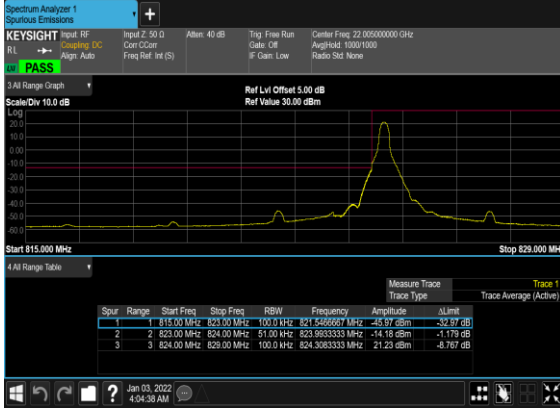 Spectrum Analyzer 1
Spurious Emissions
+
KEYSIGHT Input: RF Input Z: 50 Ω Atten: 40 dB Trig: Free Run Center Freq: 22.005000000 GHz
RL Coupling: DC Corr CCorr Gate: Off Avg|Hold: 1000/1000
Align: Auto Freq Ref: Int (S) IF Gain: Low Radio Std: None
PASS
3 All Range Graph
Ref Lvl Offset 5.00 dB
Scale/Div 10.0 dB Ref Value 30.00 dBm
Log
20.0
10.0
0.00
-10.0
-20.0
-30.0
-40.0
-50.0
-60.0
Start 815.000 MHz Stop 829.000 MH
4 All Range Table
Measure Trace Trace 1
Trace Type Trace Average (Active)
Spur Range Start Freq Stop Freq RBW Frequency Amplitude ΔLimit
1 1 815.00 MHz 823.00 MHz 100.0 kHz 821.5466667 MHz -45.97 dBm -32.97 dB
2 2 823.00 MHz 824.00 MHz 51.00 kHz 823.9933333 MHz -14.18 dBm -1.179 dB
3 3 824.00 MHz 829.00 MHz 100.0 kHz 824.3083333 MHz 21.23 dBm -8.767 dB
? Jan 03, 2022
4:04:38 AM